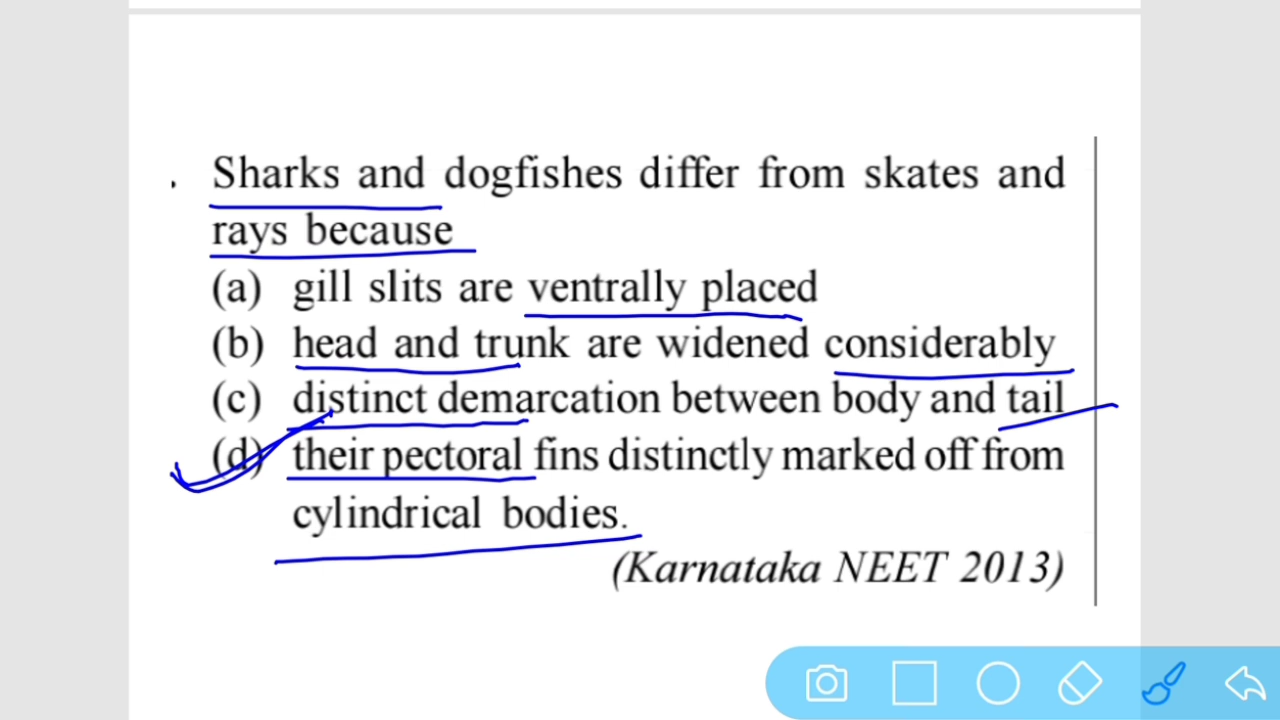 . Sharks and dogfishes differ from skates and
rays because
(a) gill slits are ventrally placed
(b) head and trunk are widened considerably
(c) distinct demarcation between body and tail
(d) their pectoral fins distinctly marked off from
cylindrical bodies.
(Karnataka NEET 2013)